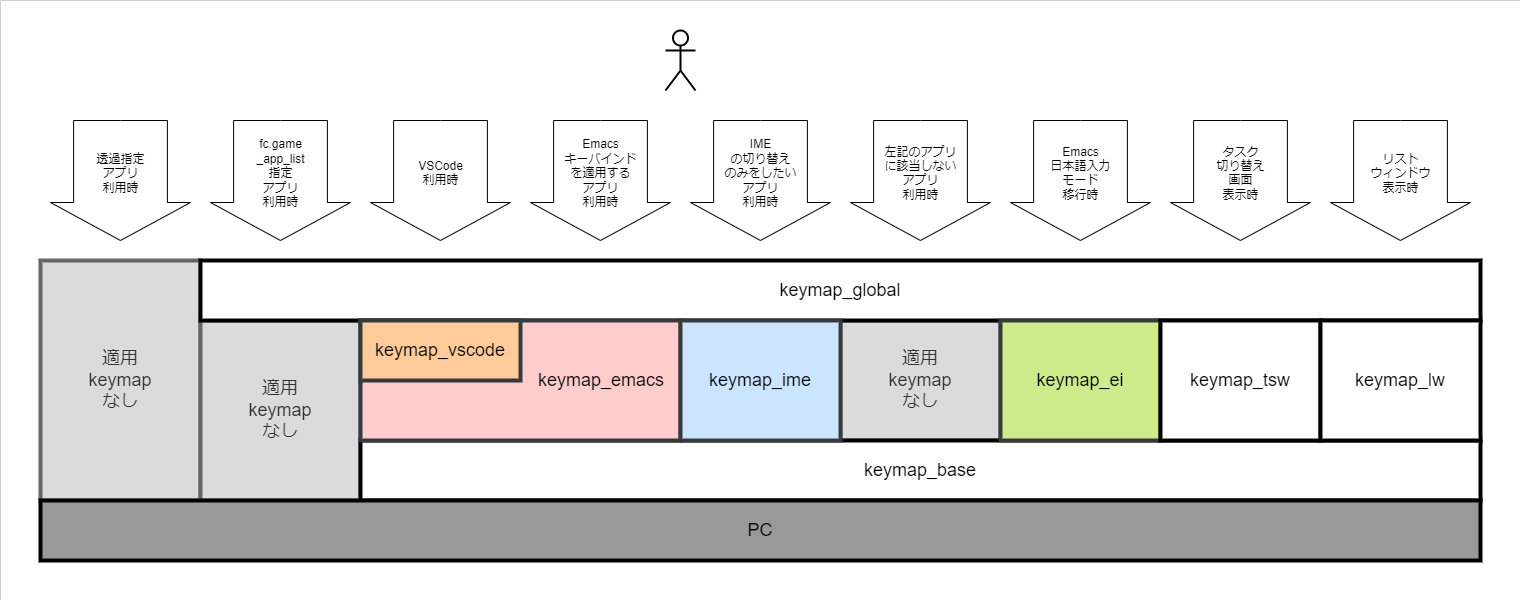 透過指定
アプリ
利用時
fc.game
_app_list
指定
アプリ
利用時
VSCode
利用時
Emacs
キーバインド
を適用する
アプリ
利用時
IME
の切り替え
のみをしたい
アプリ
利用時
左記のアプリ
に該当しない
アプリ
利用時
Emacs
日本語入力
モード
移行時
タスク
切り替え
画面
表示時
リスト
ウィンドウ
表示時
keymap_global
適用
keymap
なし
適用
keymap
なし
keymap_vscode
keymap_emacs
keymap_ime
適用
keymap
なし
keymap_ei
keymap_tsw
keymap_lw
keymap_base
PC